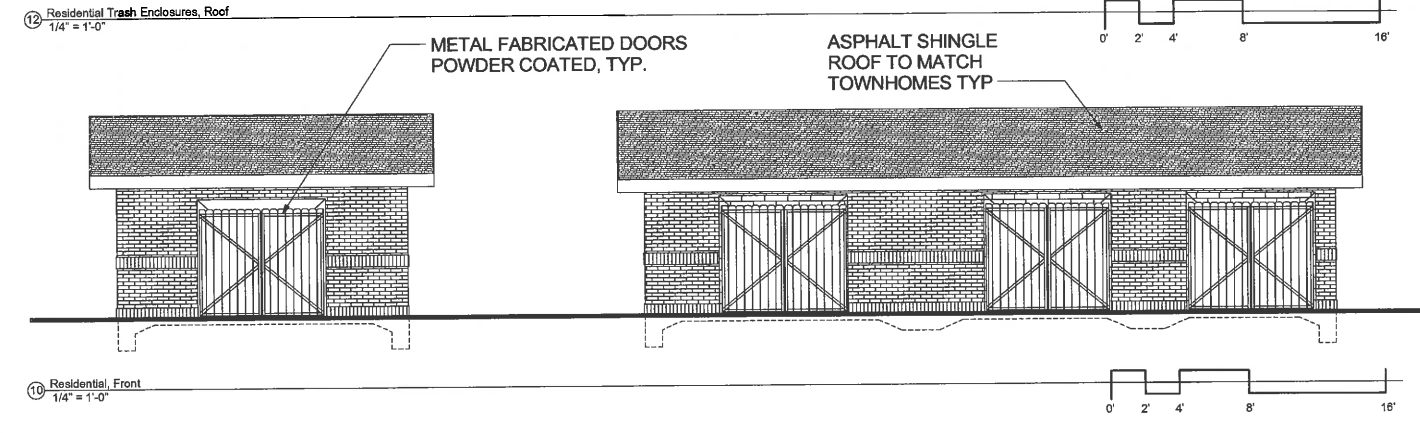 12 Residential Trash Enclosures, Roof
1/4" = 1'-0"
0' 2' 4' 8' 16'
METAL FABRICATED DOORS
POWDER COATED, TYP.
ASPHALT SHINGLE
ROOF TO MATCH
TOWNHOMES TYP
10 Residential, Front
1/4" = 1'-0"
0' 2' 4' 8' 16'